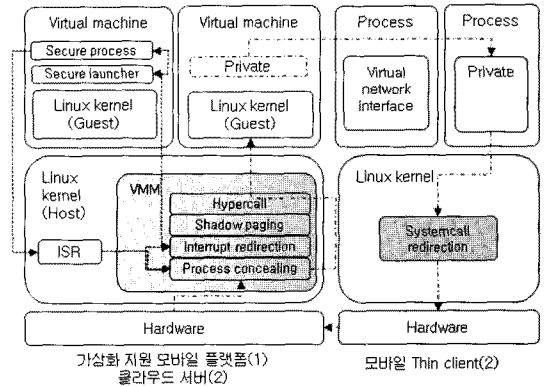 Virtual machine
Virtual machine
Process
Process
Secure process
Secure launcher
Linux kernel
(Guest)
Private
Linux kernel
(Guest)
Virtual
network
interface
Private
Linux
kernel
(Host)
VMM
Hypercall
Shadow paging
Interrupt redirection
Process concealing
ISR
Linux kernel
Systemcall
redirection
Hardware
Hardware
가상화 지원 모바일 플랫폼(1)
클라우드 서버(2)
모바일 Thin client(2)